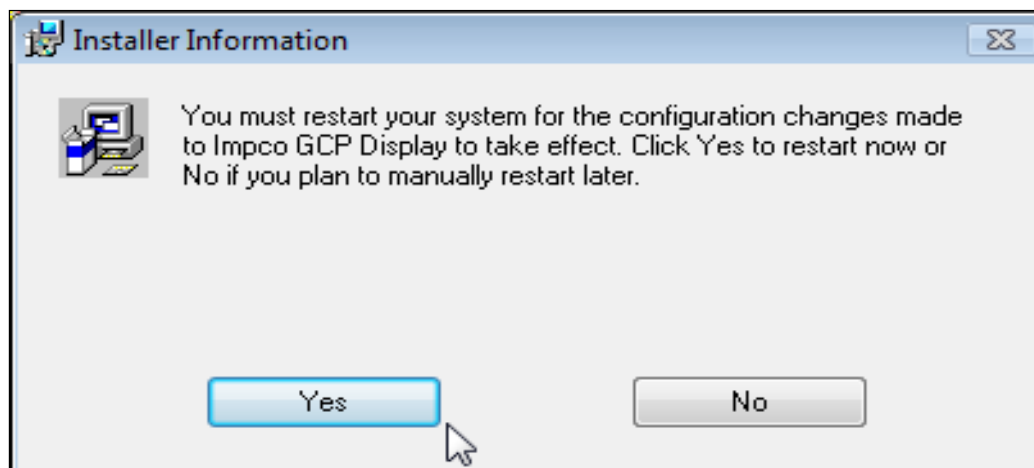 Installer Information
You must restart your system for the configuration changes made
to Impco GCP Display to take effect. Click Yes to restart now or
No if you plan to manually restart later.
Yes
No